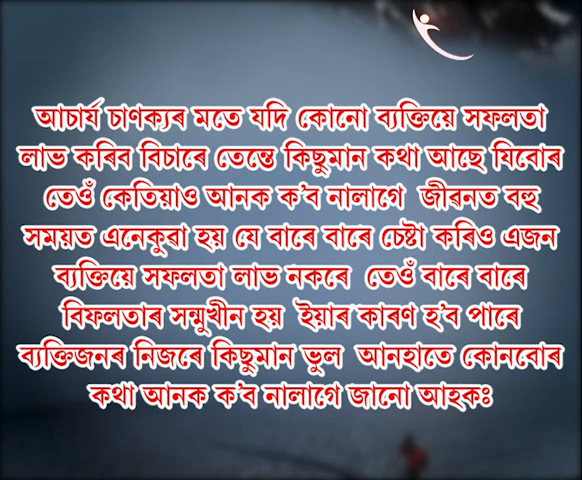 আচাৰ্য চাণক্যৰ মতে যদি কোনো ব্যক্তিয়ে সফলতা
লাভ কৰিব বিচাৰে তেন্তে কিছুমান কথা আছে যিবোৰ
তেওঁ কেতিয়াও আনক ক'ব নালাগে জীৱনত বহু
সময়ত এনেকুৱা হয় যে বাৰে বাৰে চেষ্টা কৰিও এজন
ব্যক্তিয়ে সফলতা লাভ নকৰে তেওঁ বাৰে বাৰে
বিফলতাৰ সন্মুখীন হয় ইয়াৰ কাৰণ হ'ব পাৰে
ব্যক্তিজনৰ নিজৰে কিছুমান ভুল আনহাতে কোনবোৰ
কথা আনক ক'ব নালাগে জানো আহকঃ